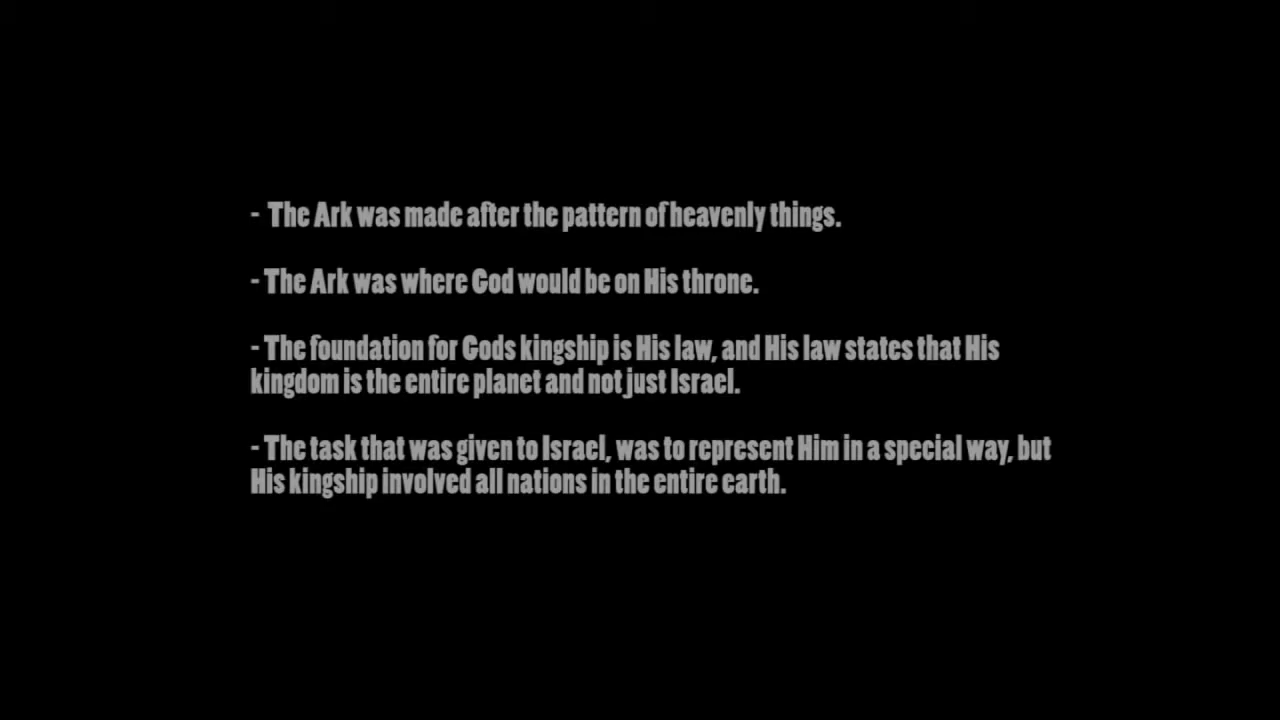 - The Ark was made after the pattern of heavenly things.
- The Ark was where God would be on His throne.
- The foundation for Gods kingship is His law, and His law states that His
kingdom is the entire planet and not just Israel.
- The task that was given to Israel, was to represent Him in a special way, but
His kingship involved all nations in the entire earth.